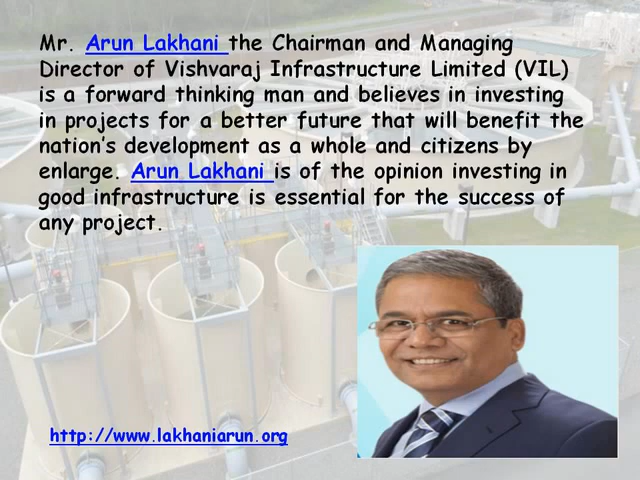 Mr. Arun Lakhani the Chairman and Managing
Director of Vishvaraj Infrastructure Limited (VIL)
is a forward thinking man and believes in investing
in projects for a better future that will benefit the
nation's development as a whole and citizens by
enlarge. Arun Lakhani is of the opinion investing in
good infrastructure is essential for the success of
any project.
http://www.lakhaniarun.org